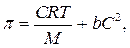 π = CRT/M + bC²,